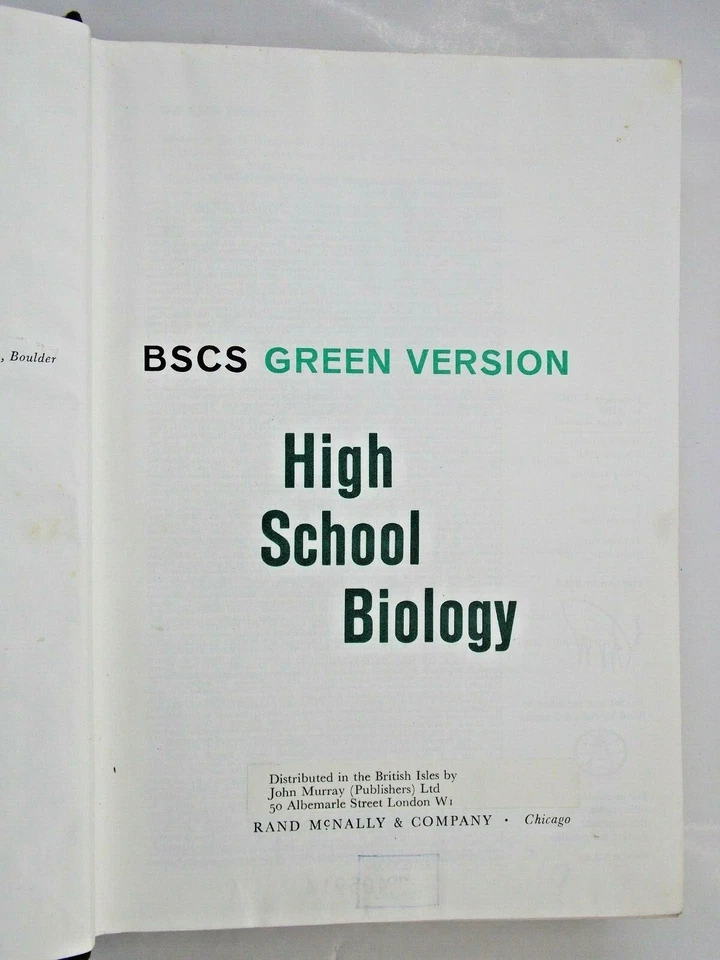 , Boulder
BSCS GREEN VERSION
High
School
Biology
Distributed in the British Isles by
John Murray (Publishers) Ltd
50 Albemarle Street London W1
RAND McNALLY & COMPANY · Chicago